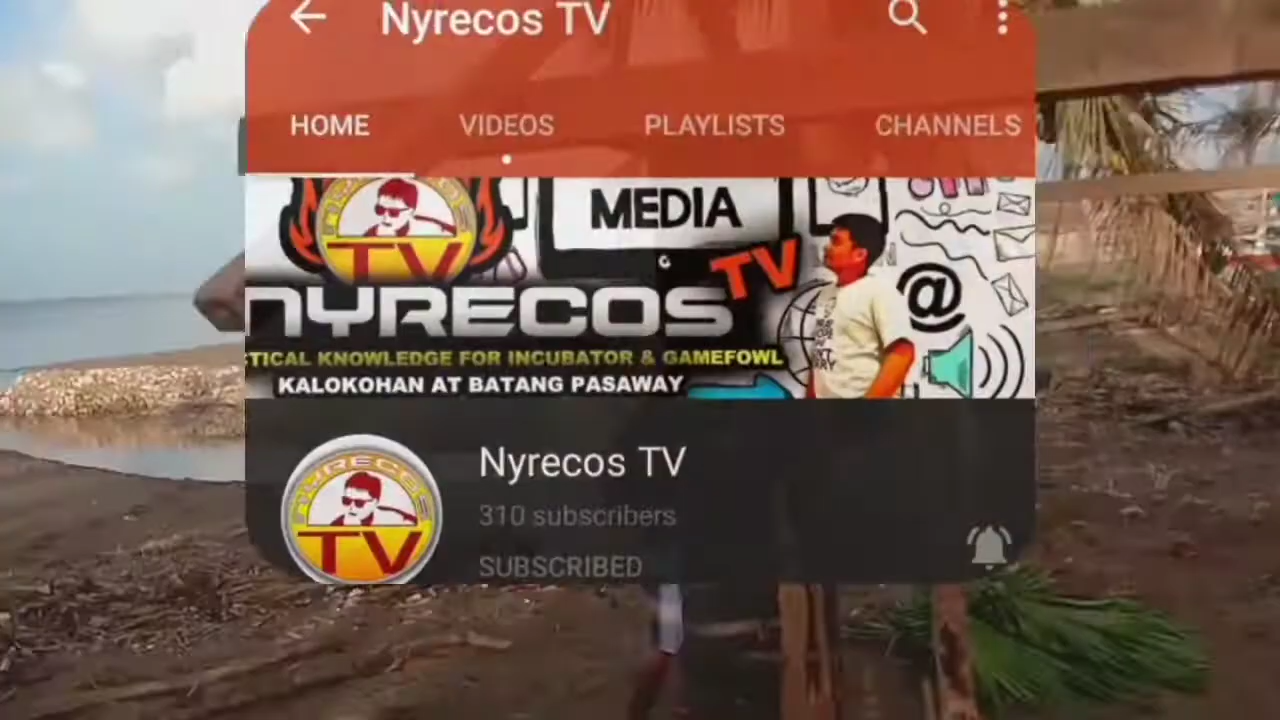 Nyrecos TV
HOME VIDEOS PLAYLISTS CHANNELS
MEDIA
TV
TV
NYRECOS
TICAL KNOWLEDGE FOR INCUBATOR & GAMEFOWL
KALOKOHAN AT BATANG PASAWAY
@
Nyrecos TV
310 subscribers
SUBSCRIBED
NYRECOS
TV